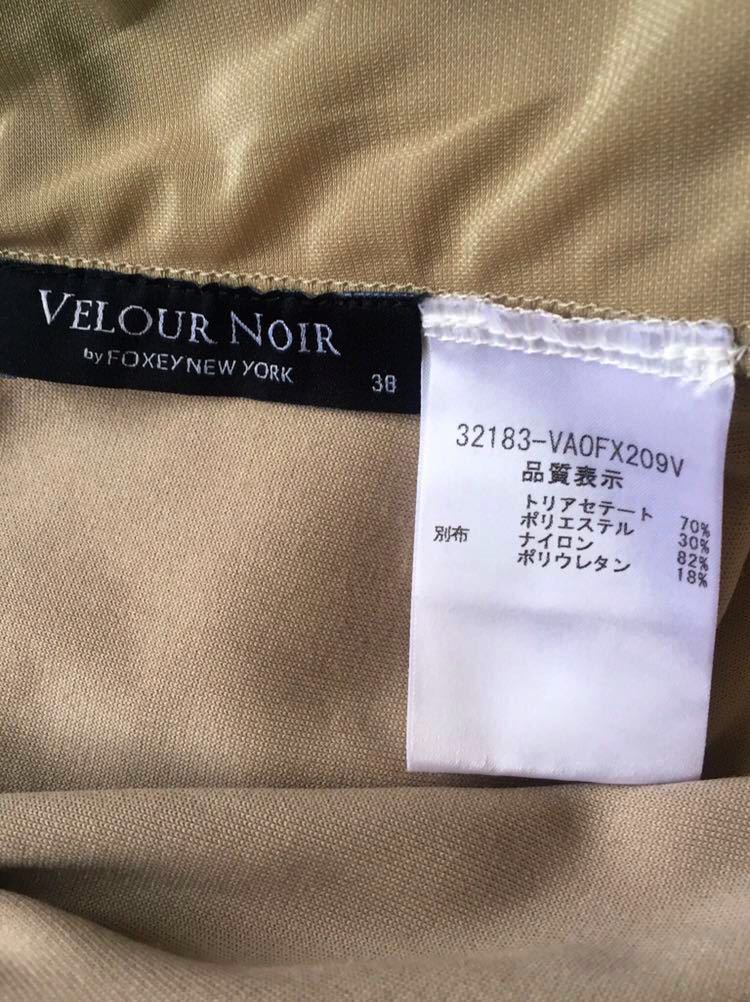 VELOUR NOIR
by FOXEY NEW YORK
38
32183-VA0FX209V
品質表示
トリアセテート 70%
ポリエステル 30%
別布 ナイロン 82%
ポリウレタン 18%